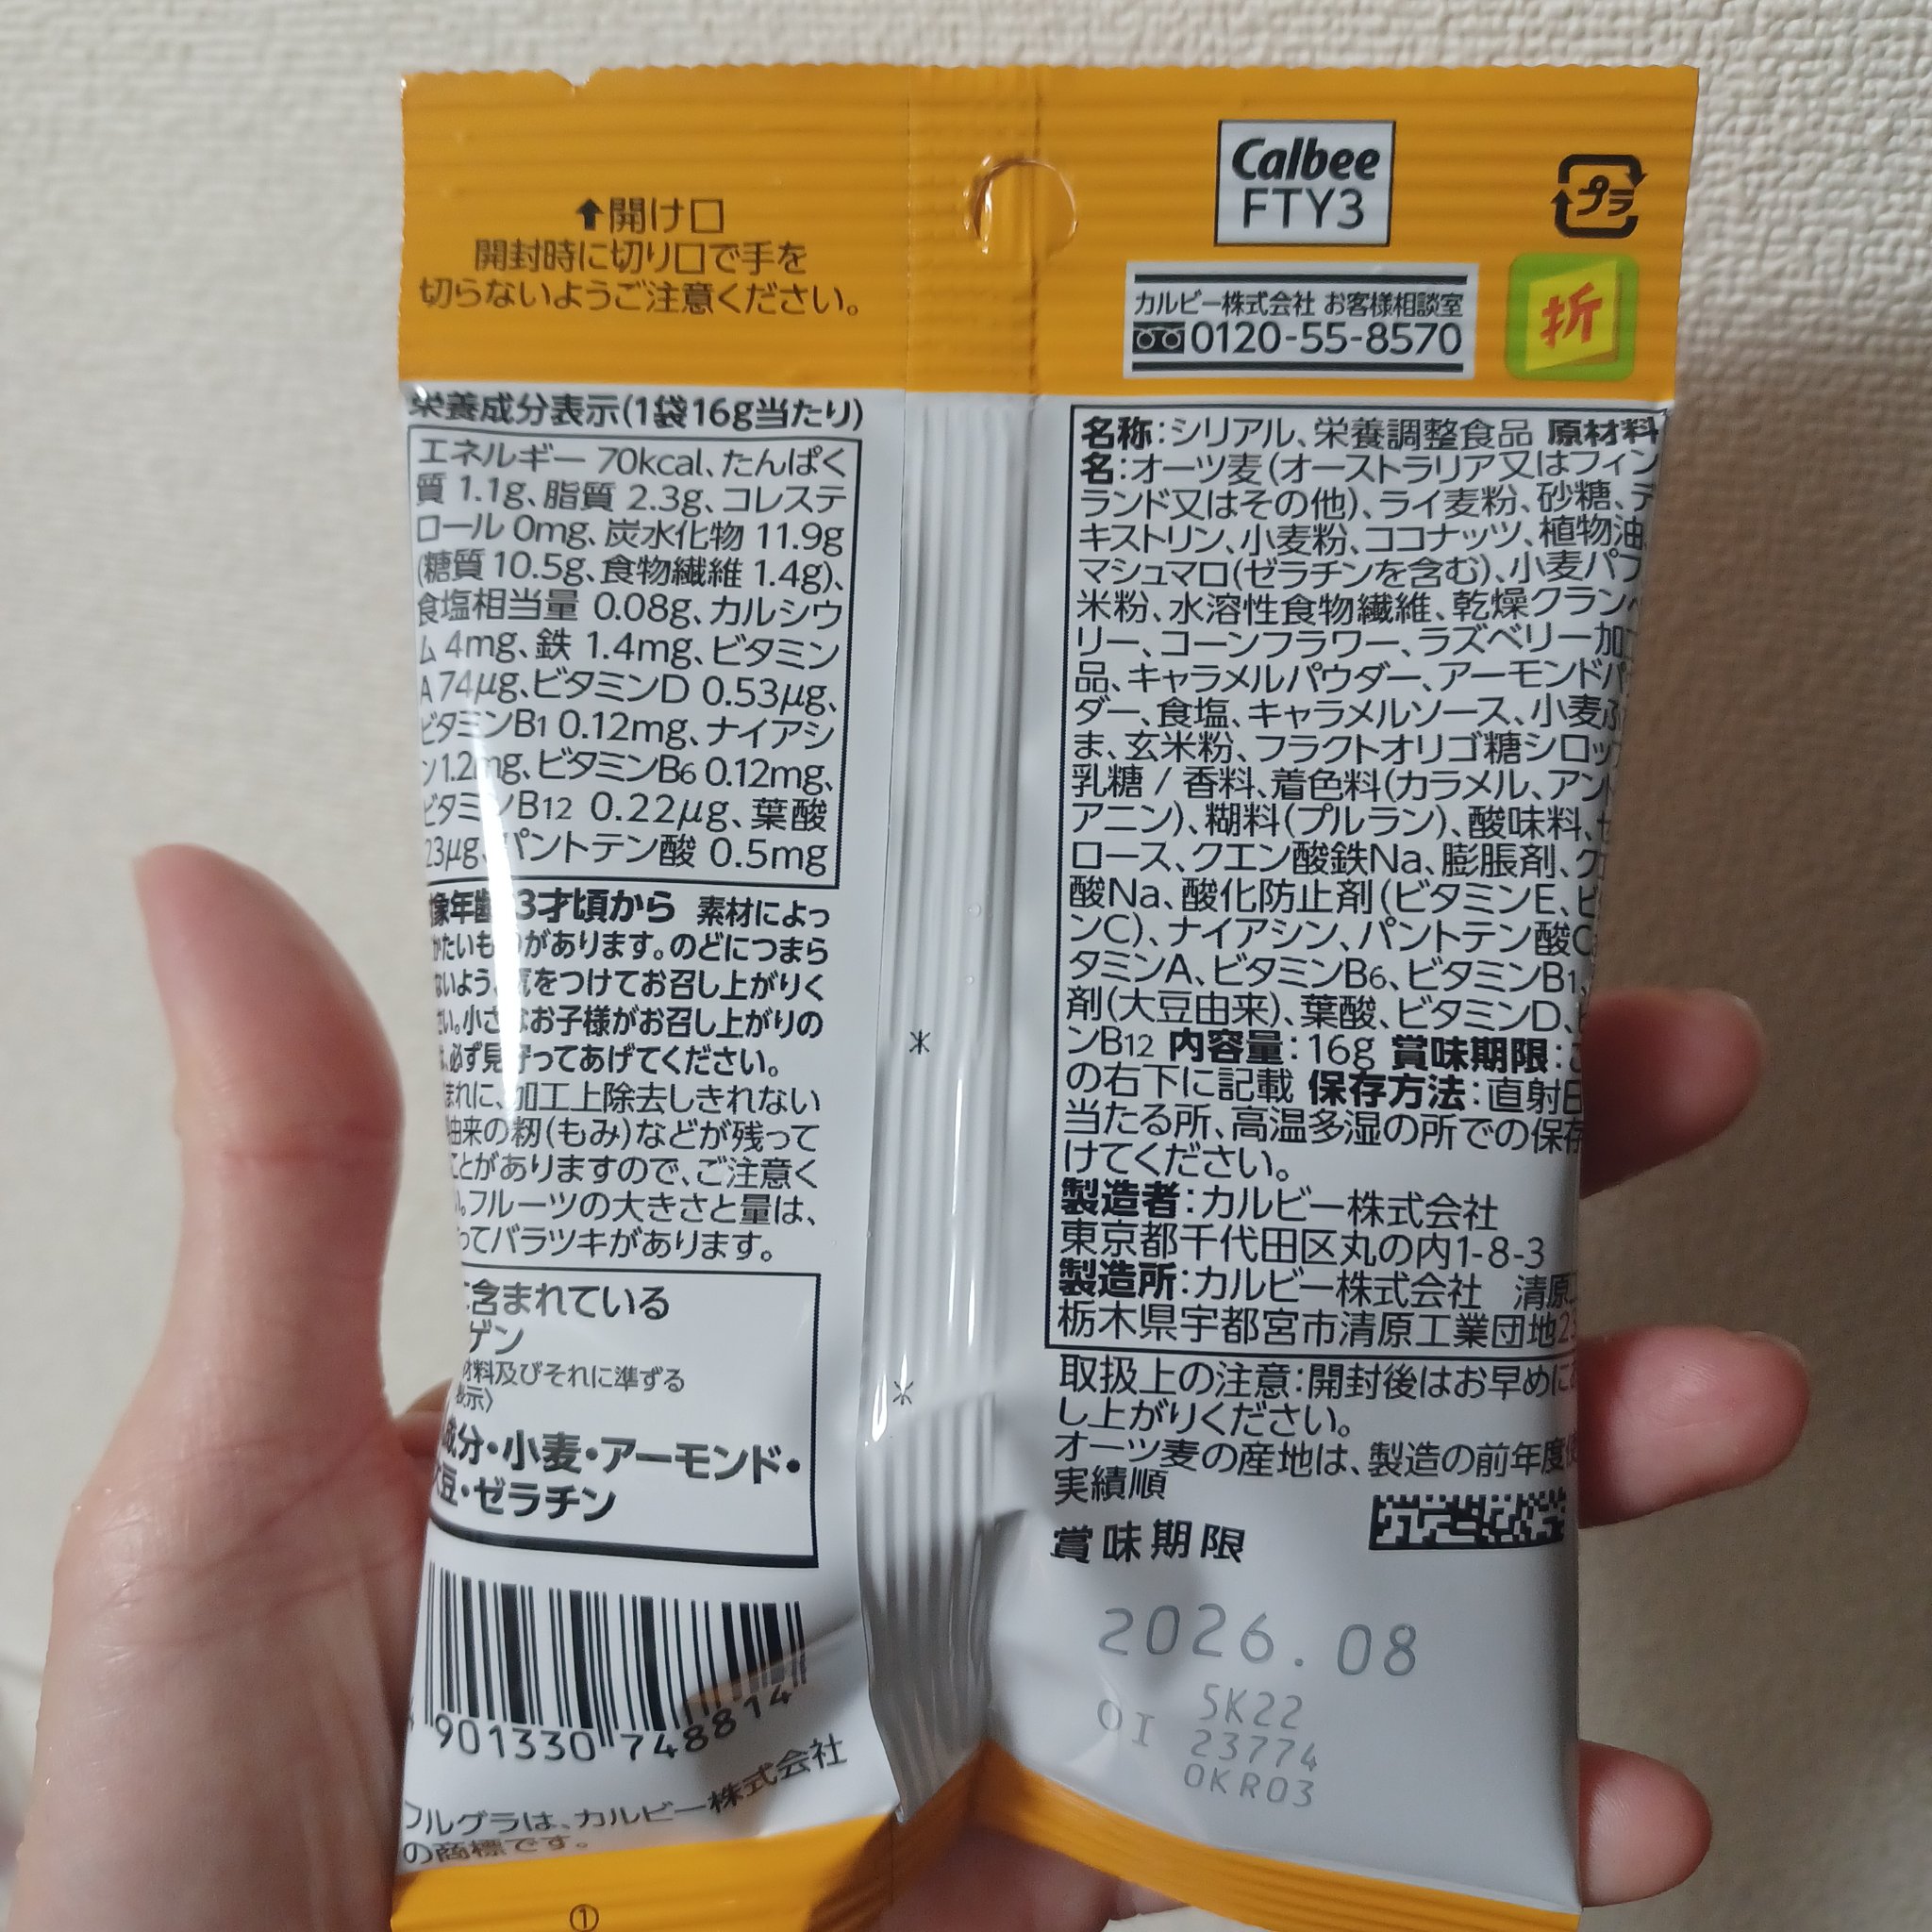 ⬆開け口
開封時に切り口で手を
切らないようご注意ください。
Calbee
FTY3
プラ
カルビー株式会社 お客様相談室
0120-55-8570
折
栄養成分表示(1袋16g当たり)
エネルギー 70kcal、たんぱく
質 1.1g、脂質 2.3g、コレステ
ロール 0mg、炭水化物 11.9g
(糖質 10.5g、食物繊維 1.4g)、
食塩相当量 0.08g、カルシウ
ム 4mg、鉄 1.4mg、ビタミン
A 74μg、ビタミンD 0.53μg、
ビタミンB1 0.12mg、ナイアシ
ン1.2mg、ビタミンB6 0.12mg、
ビタミンB12 0.22μg、葉酸
23μg、パントテン酸 0.5mg
象年齢 3才頃から 素材によっ
かたいものがあります。のどにつまら
ないよう、気をつけてお召し上がりく
い。小さなお子様がお召し上がりの
、必ず見守ってあげてください。
まれに、加工上除去しきれない
由来の籾(もみ)などが残って
ことがありますので、ご注意く
い。フルーツの大きさと量は、
ってバラツキがあります。
に含まれている
ゲン
材料及びそれに準ずる
表示〉
成分・小麦・アーモンド・
大豆・ゼラチン
901330 748814
フルグラは、カルビー株式会社
の商標です。
①
名称:シリアル、栄養調整食品 原材料
名:オーツ麦(オーストラリア又はフィン
ランド又はその他)、ライ麦粉、砂糖、デ
キストリン、小麦粉、ココナッツ、植物油、
マシュマロ(ゼラチンを含む)、小麦パフ
米粉、水溶性食物繊維、乾燥クランベ
リー、コーンフラワー、ラズベリー加工
品、キャラメルパウダー、アーモンドパ
ダー、食塩、キャラメルソース、小麦ふ
ま、玄米粉、フラクトオリゴ糖シロッ
乳糖 / 香料、着色料(カラメル、アント
アニン)、糊料(プルラン)、酸味料、セ
ロース、クエン酸鉄Na、膨脹剤、クエ
酸Na、酸化防止剤(ビタミンE、ビ
ンC)、ナイアシン、パントテン酸C
タミンA、ビタミンB6、ビタミンB1、
剤(大豆由来)、葉酸、ビタミンD、
ンB12 内容量:16g 賞味期限:こ
の右下に記載 保存方法:直射日
当たる所、高温多湿の所での保存
けてください。
製造者:カルビー株式会社
東京都千代田区丸の内1-8-3
製造所:カルビー株式会社 清原
栃木県宇都宮市清原工業団地23
取扱上の注意:開封後はお早めにお
し上がりください。
オーツ麦の産地は、製造の前年度使
実績順
賞味期限
2026.08
SK22
OI 23774
OKR03